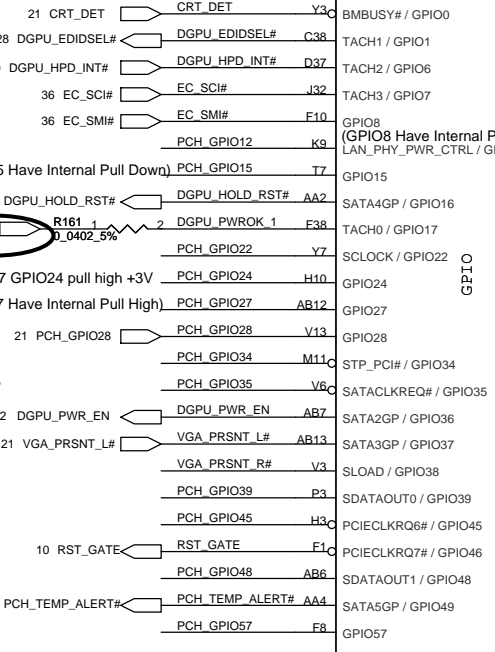 21 CRT_DET CRT_DET Y3 BMBUSY# / GPIO0
28 DGPU_EDIDSEL# DGPU_EDIDSEL# C38 TACH1 / GPIO1
DGPU_HPD_INT# DGPU_HPD_INT# D37 TACH2 / GPIO6
36 EC_SCI# EC_SCI# J32 TACH3 / GPIO7
36 EC_SMI# EC_SMI# F10 GPIO8
(GPIO8 Have Internal P
PCH_GPIO12 K9 LAN_PHY_PWR_CTRL / GP
5 Have Internal Pull Down) PCH_GPIO15 T7 GPIO15
DGPU_HOLD_RST# DGPU_HOLD_RST# AA2 SATA4GP / GPIO16
R161 1 2 DGPU_PWROK_1 F38 TACH0 / GPIO17
0_0402_5%
PCH_GPIO22 Y7 SCLOCK / GPIO22
GPIO
7 GPIO24 pull high +3V PCH_GPIO24 H10 GPIO24
7 Have Internal Pull High) PCH_GPIO27 AB12 GPIO27
21 PCH_GPIO28 PCH_GPIO28 V13 GPIO28
PCH_GPIO34 M11 STP_PCI# / GPIO34
PCH_GPIO35 V6 SATACLKREQ# / GPIO35
2 DGPU_PWR_EN DGPU_PWR_EN AB7 SATA2GP / GPIO36
21 VGA_PRSNT_L# VGA_PRSNT_L# AB13 SATA3GP / GPIO37
VGA_PRSNT_R# V3 SLOAD / GPIO38
PCH_GPIO39 P3 SDATAOUT0 / GPIO39
PCH_GPIO45 H3 PCIECLKRQ6# / GPIO45
10 RST_GATE RST_GATE F1 PCIECLKRQ7# / GPIO46
PCH_GPIO48 AB6 SDATAOUT1 / GPIO48
PCH_TEMP_ALERT# PCH_TEMP_ALERT# AA4 SATA5GP / GPIO49
PCH_GPIO57 F8 GPIO57